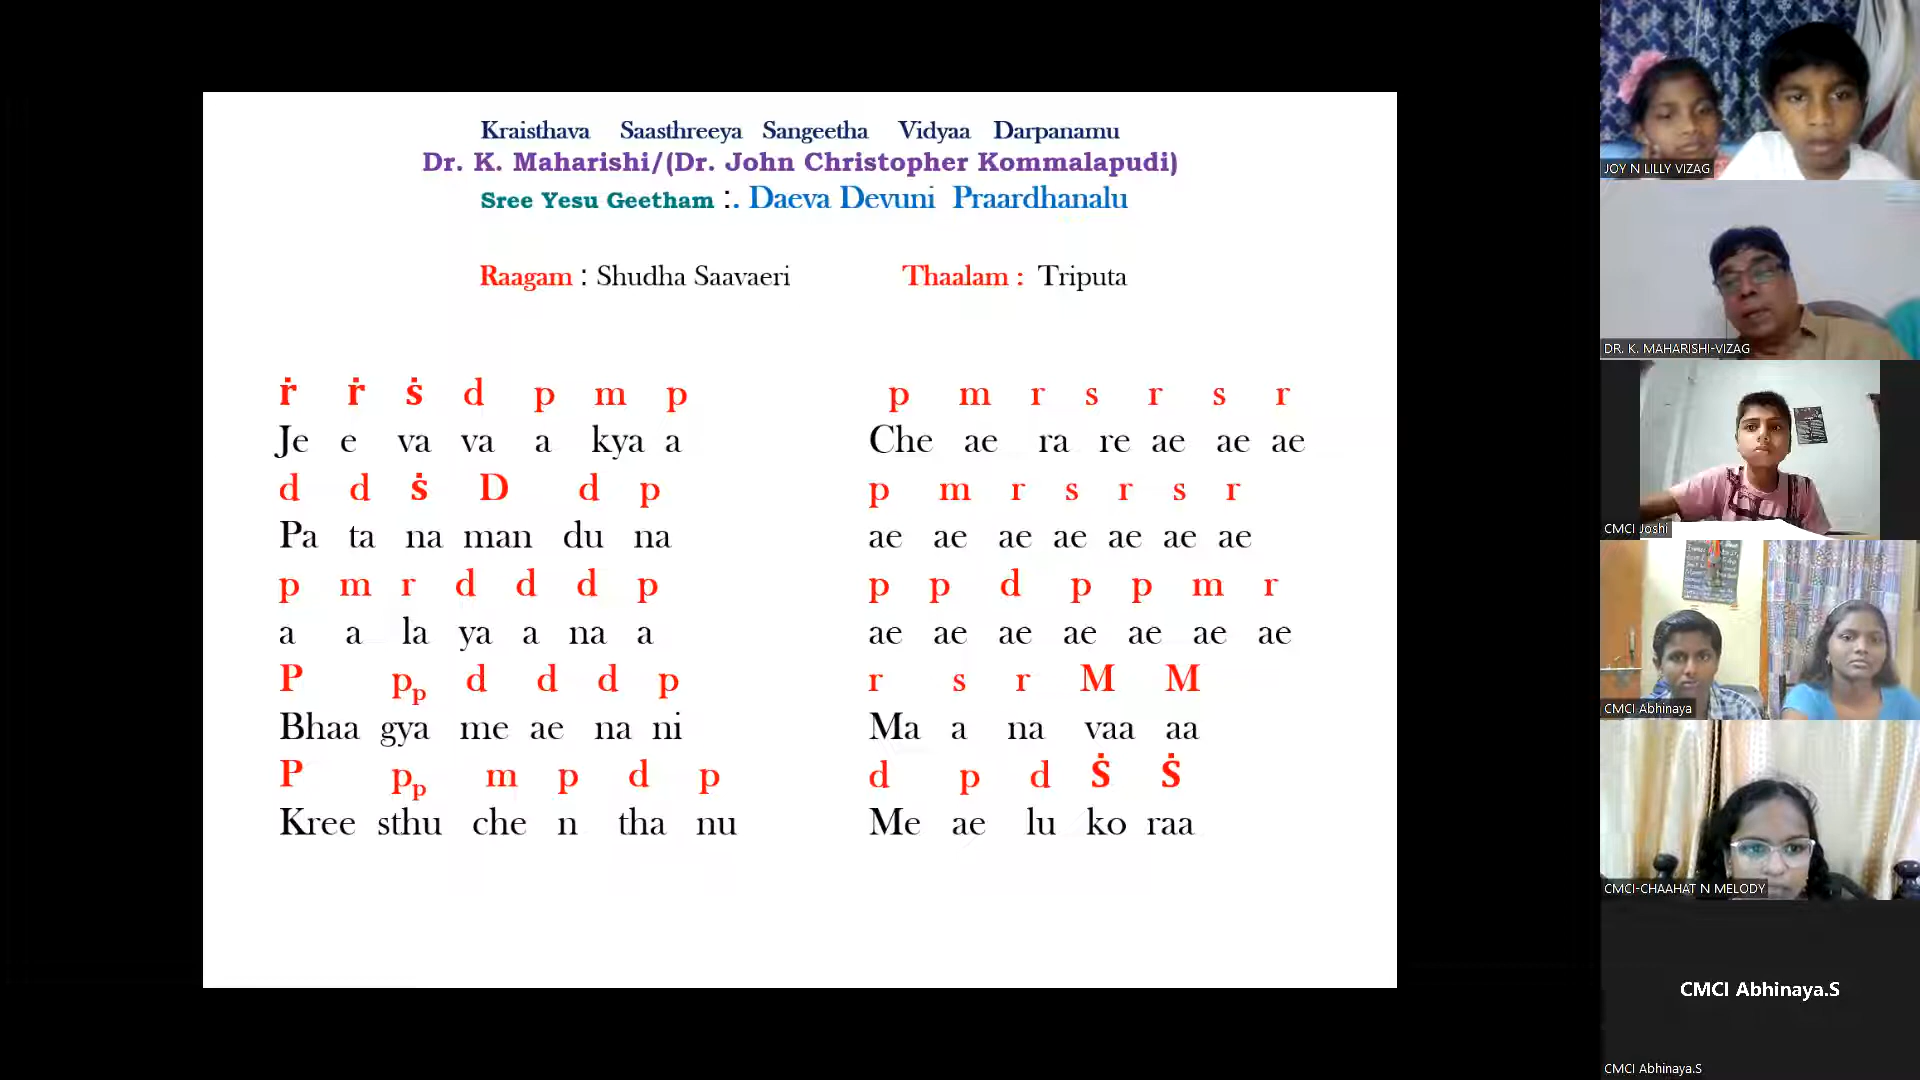 Kraisthava Saasthreeya Sangeetha Vidyaa Darpanamu
Dr. K. Maharishi/(Dr. John Christopher Kommalapudi)
Sree Yesu Geetham :. Daeva Devuni Praardhanalu
Raagam : Shudha Saavaeri Thaalam : Triputa
ṙ ṙ ṡ d p m p
Je e va va a kya a
d d ṡ D d p
Pa ta na man du na
p m r d d d p
a a la ya a na a
P pp d d d p
Bhaa gya me ae na ni
P pp m p d p
Kree sthu che n tha nu
p m r s r s r
Che ae ra re ae ae ae
p m r s r s r
ae ae ae ae ae ae ae
p p d p p m r
ae ae ae ae ae ae ae
r s r M M
Ma a na vaa aa
d p d Ṡ Ṡ
Me ae lu ko raa
JOY N LILLY VIZAG
DR. K. MAHARISHI-VIZAG
CMCI Joshi
CMCI Abhinaya
CMCI-CHAAHAT N MELODY
CMCI Abhinaya.S
CMCI Abhinaya.S